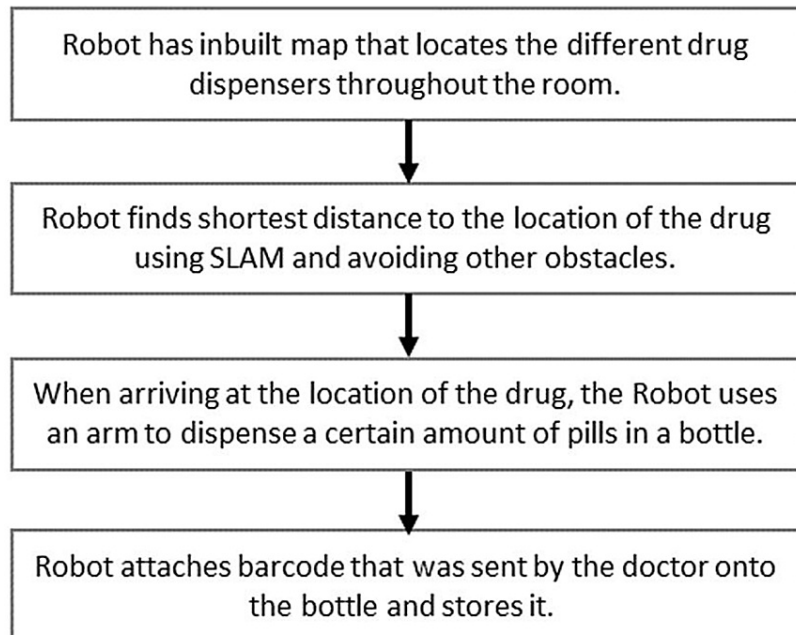 Robot has inbuilt map that locates the different drug
dispensers throughout the room.
Robot finds shortest distance to the location of the drug
using SLAM and avoiding other obstacles.
When arriving at the location of the drug, the Robot uses
an arm to dispense a certain amount of pills in a bottle.
Robot attaches barcode that was sent by the doctor onto
the bottle and stores it.